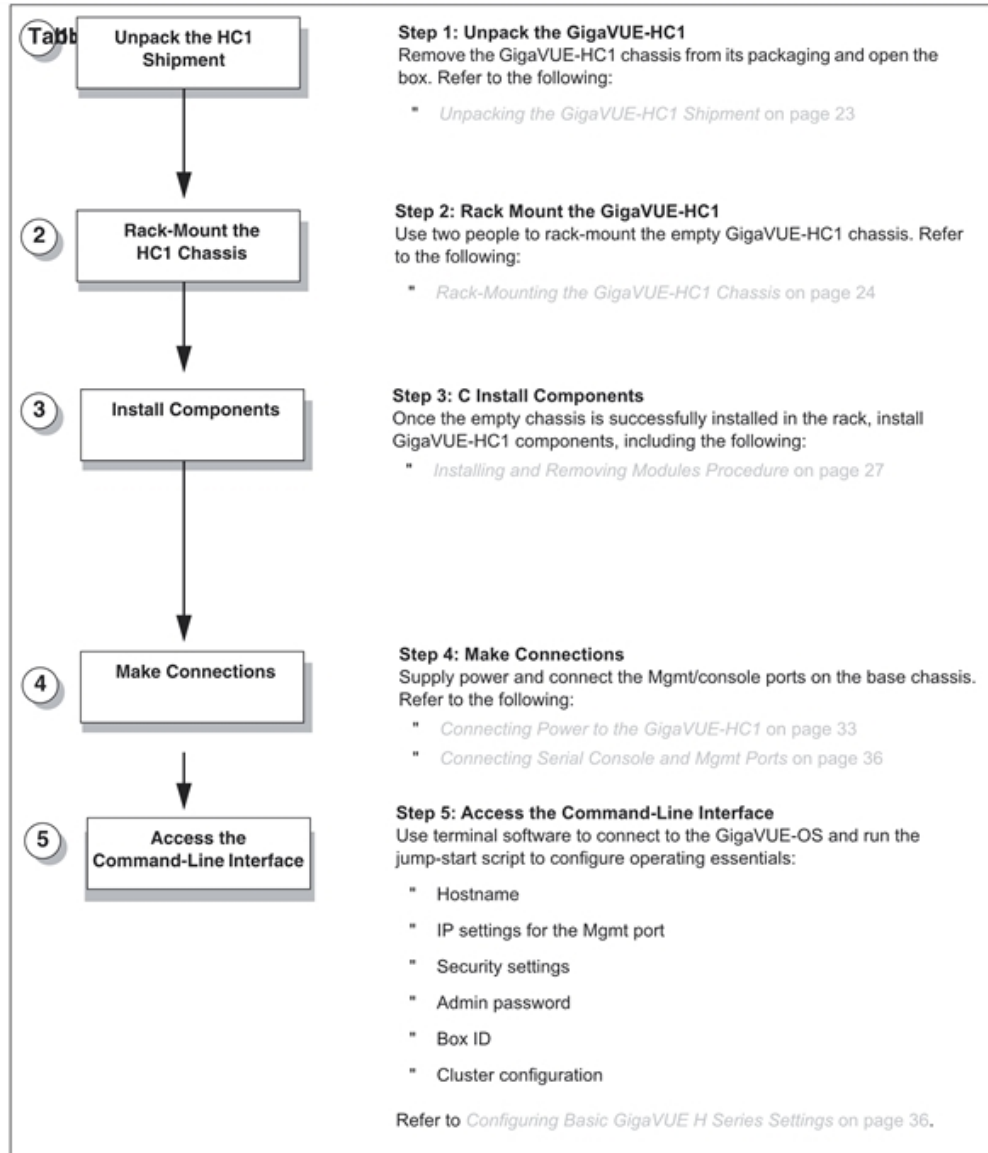 Tabl
Unpack the HC1
Shipment
Step 1: Unpack the GigaVUE-HC1
Remove the GigaVUE-HC1 chassis from its packaging and open the
box. Refer to the following:
" Unpacking the GigaVUE-HC1 Shipment on page 23
2
Rack-Mount the
HC1 Chassis
Step 2: Rack Mount the GigaVUE-HC1
Use two people to rack-mount the empty GigaVUE-HC1 chassis. Refer
to the following:
" Rack-Mounting the GigaVUE-HC1 Chassis on page 24
3
Install Components
Step 3: C Install Components
Once the empty chassis is successfully installed in the rack, install
GigaVUE-HC1 components, including the following:
" Installing and Removing Modules Procedure on page 27
4
Make Connections
Step 4: Make Connections
Supply power and connect the Mgmt/console ports on the base chassis.
Refer to the following:
" Connecting Power to the GigaVUE-HC1 on page 33
" Connecting Serial Console and Mgmt Ports on page 36
5
Access the
Command-Line Interface
Step 5: Access the Command-Line Interface
Use terminal software to connect to the GigaVUE-OS and run the
jump-start script to configure operating essentials:
" Hostname
" IP settings for the Mgmt port
" Security settings
" Admin password
" Box ID
" Cluster configuration
Refer to Configuring Basic GigaVUE H Series Settings on page 36.